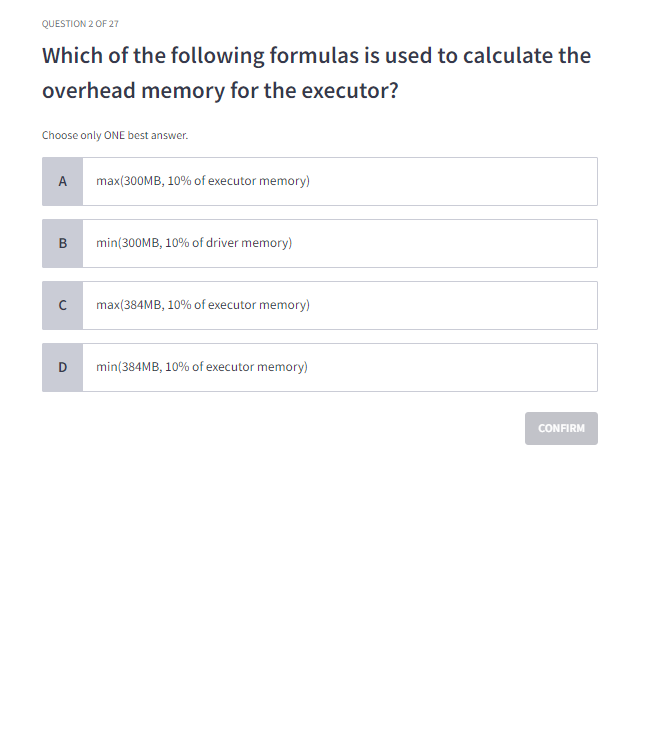 QUESTION 2 OF 27
Which of the following formulas is used to calculate the
overhead memory for the executor?
Choose only ONE best answer.
A max(300MB, 10% of executor memory)
B min(300MB, 10% of driver memory)
C max(384MB, 10% of executor memory)
D min(384MB, 10% of executor memory)
CONFIRM